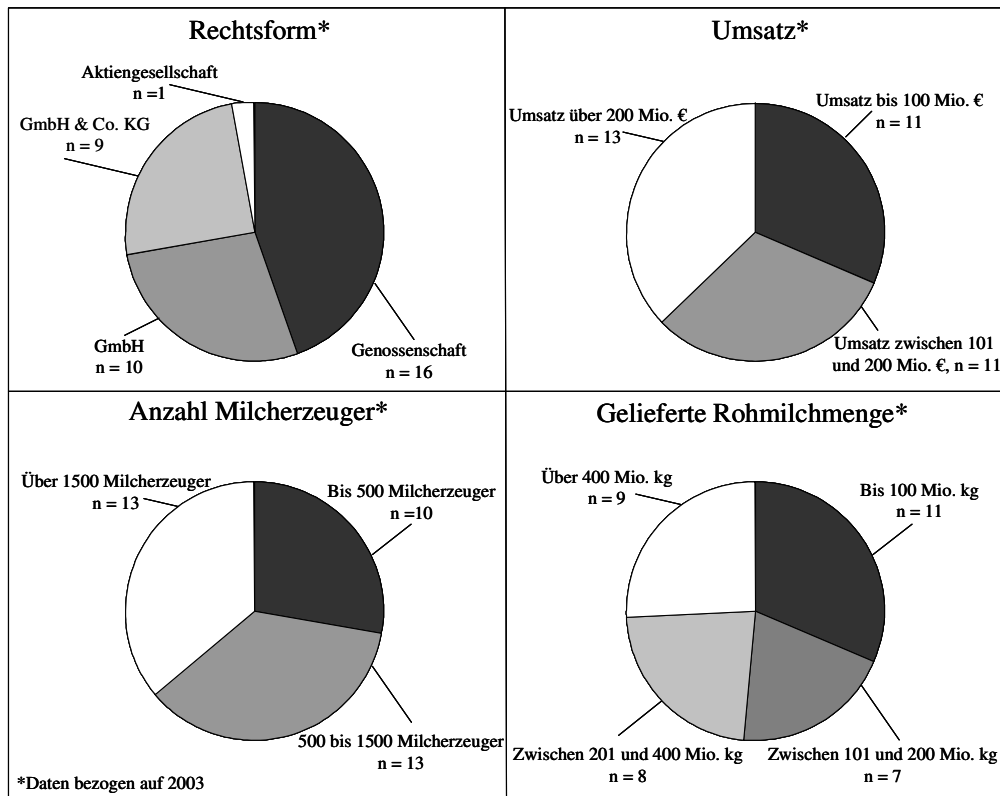 Rechtsform*
Aktiengesellschaft
n =1
GmbH & Co. KG
n = 9
GmbH
n = 10
Genossenschaft
n = 16
Umsatz*
Umsatz über 200 Mio. €
n = 13
Umsatz bis 100 Mio. €
n = 11
Umsatz zwischen 101
und 200 Mio. €, n = 11
Anzahl Milcherzeuger*
Über 1500 Milcherzeuger
n = 13
Bis 500 Milcherzeuger
n =10
500 bis 1500 Milcherzeuger
n = 13
*Daten bezogen auf 2003
Gelieferte Rohmilchmenge*
Über 400 Mio. kg
n = 9
Bis 100 Mio. kg
n = 11
Zwischen 201 und 400 Mio. kg
n = 8
Zwischen 101 und 200 Mio. kg
n = 7